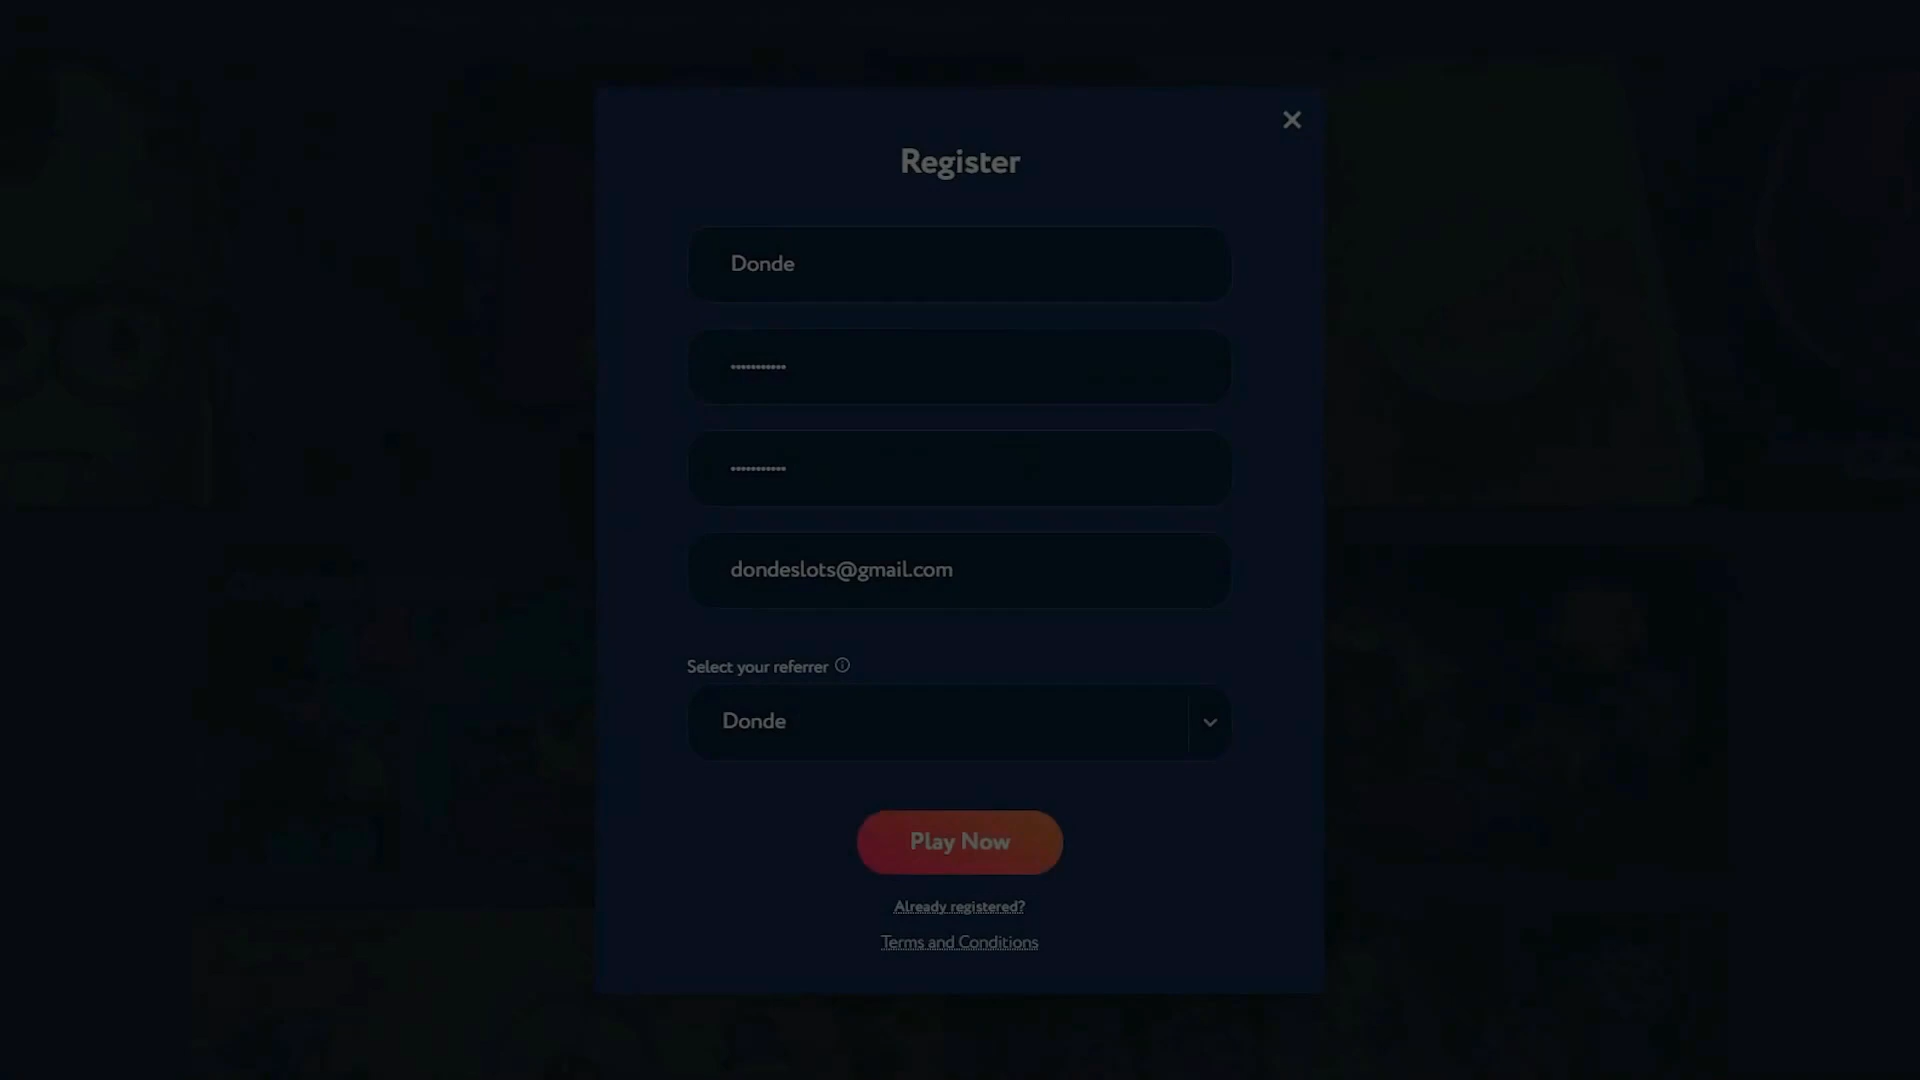 Register
Donde
•••••••••••
•••••••••••
dondeslots@gmail.com
Select your referrer
Donde
Play Now
Already registered?
Terms and Conditions